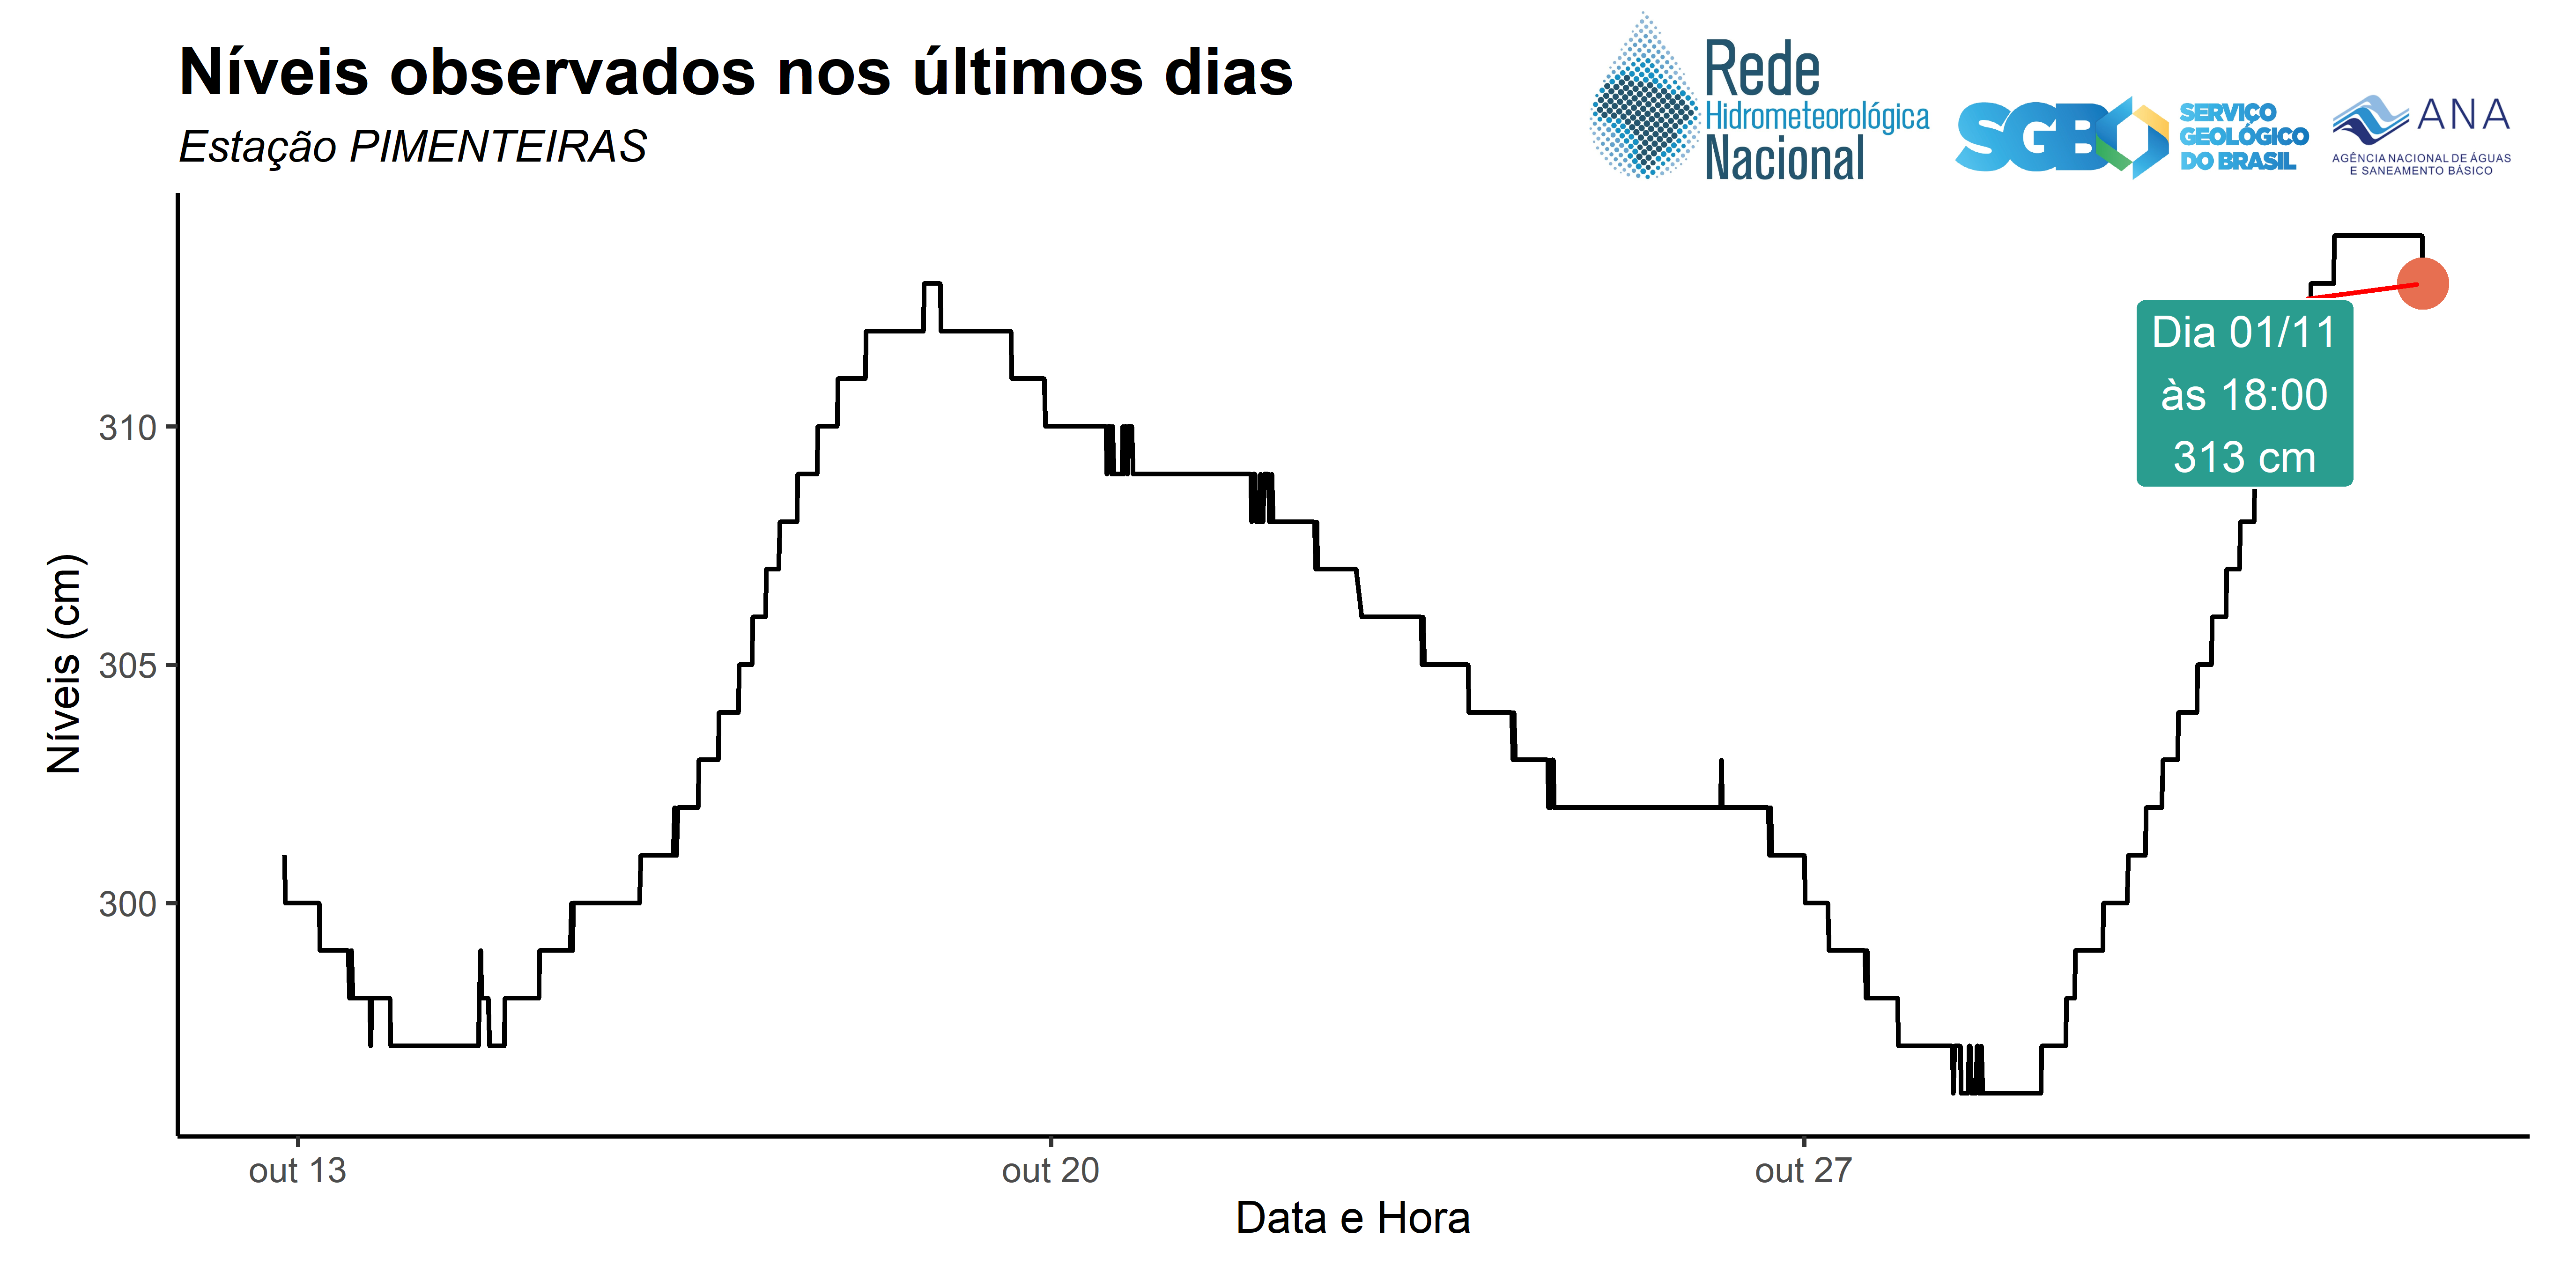 Níveis observados nos últimos dias
Estação PIMENTEIRAS
Rede
Hidrometeorológica
Nacional
SGB
SERVIÇO
GEOLÓGICO
DO BRASIL
ANA
AGÊNCIA NACIONAL DE ÁGUAS
E SANEAMENTO BÁSICO
Níveis (cm)
310
305
300
Dia 01/11
às 18:00
313 cm
out 13
out 20
out 27
Data e Hora